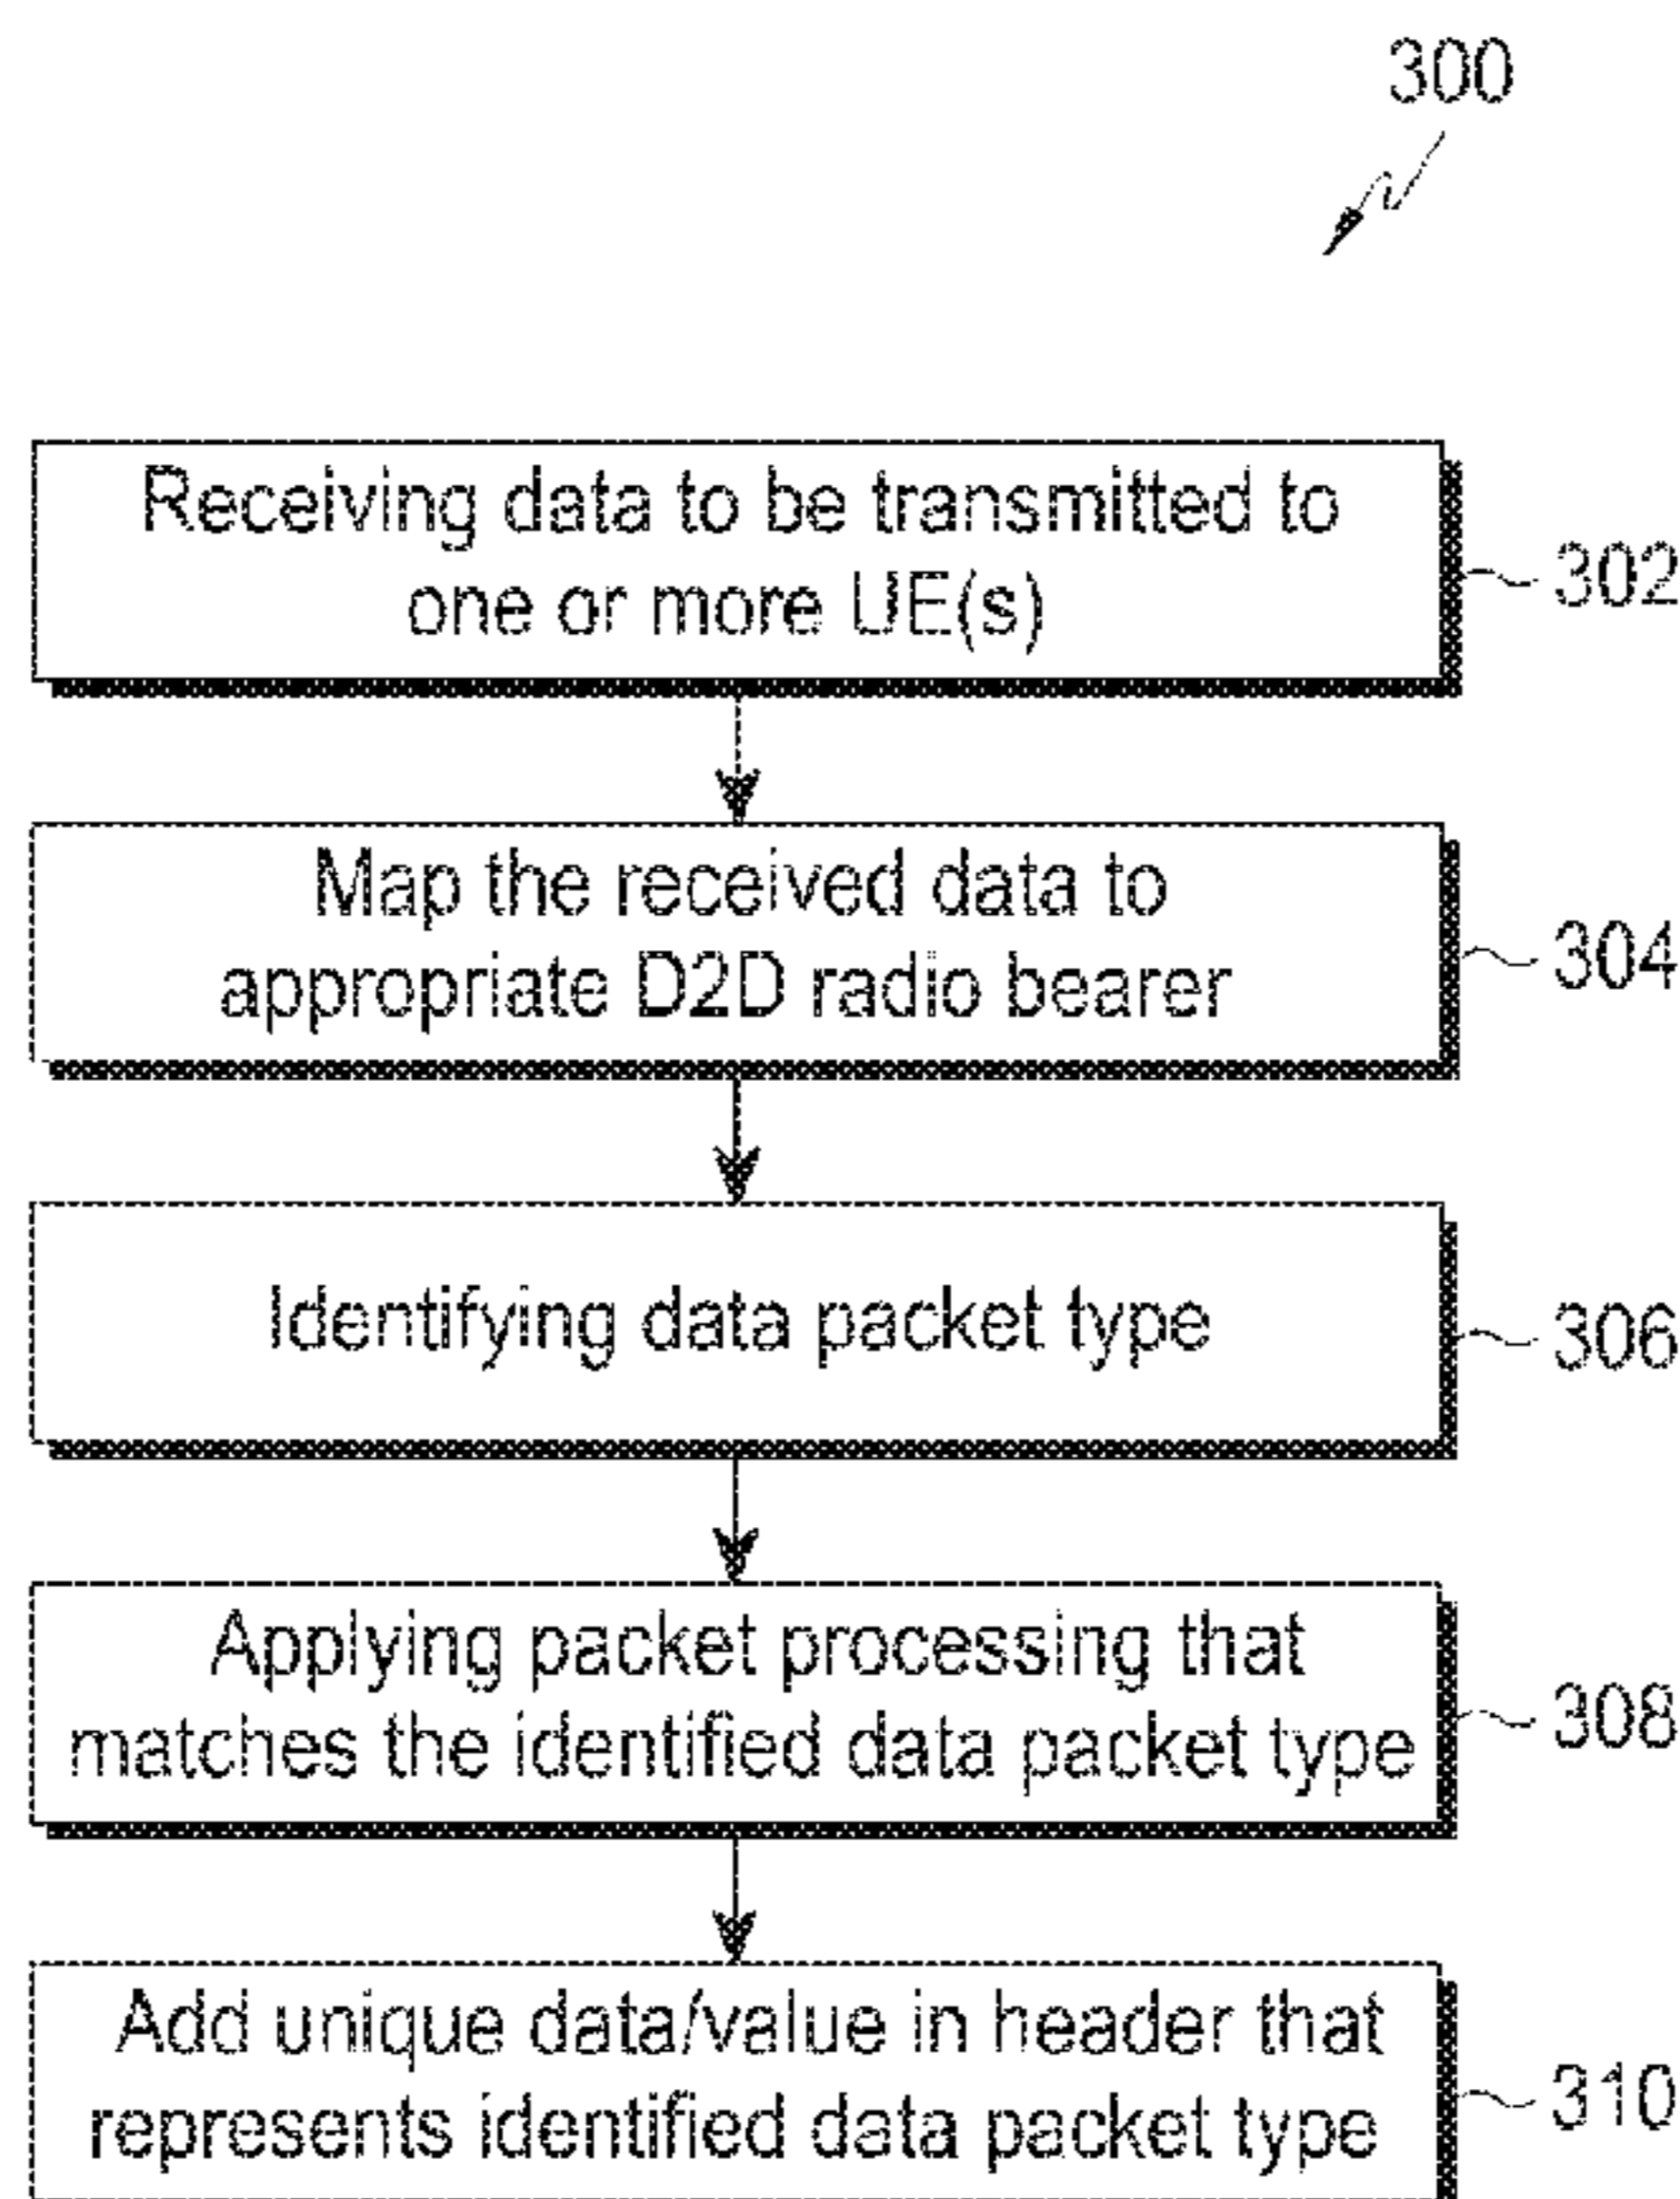 300
Receiving data to be transmitted to
one or more UE(s)
302
Map the received data to
appropriate D2D radio bearer
304
Identifying data packet type
306
Applying packet processing that
matches the identified data packet type
308
Add unique data/value in header that
represents identified data packet type
310